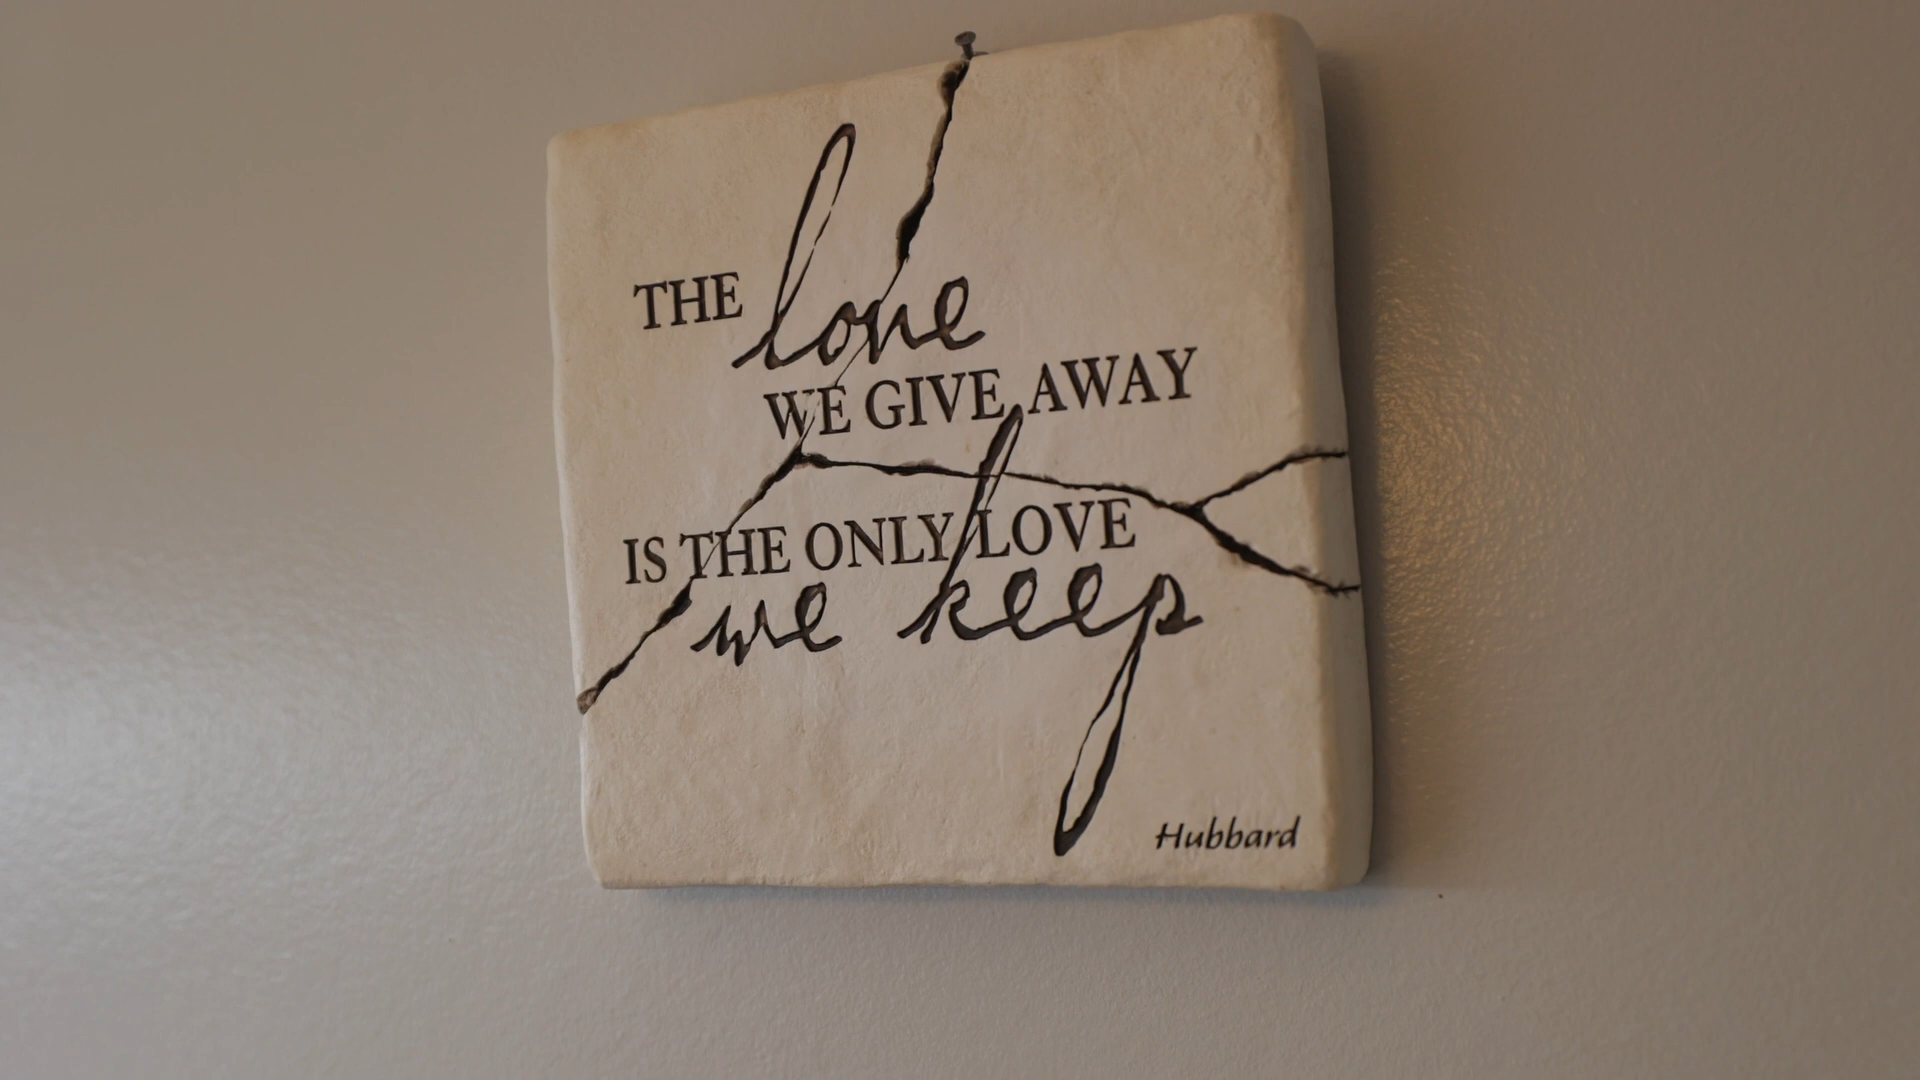 THE love
WE GIVE AWAY
IS THE ONLY LOVE
we keep
Hubbard